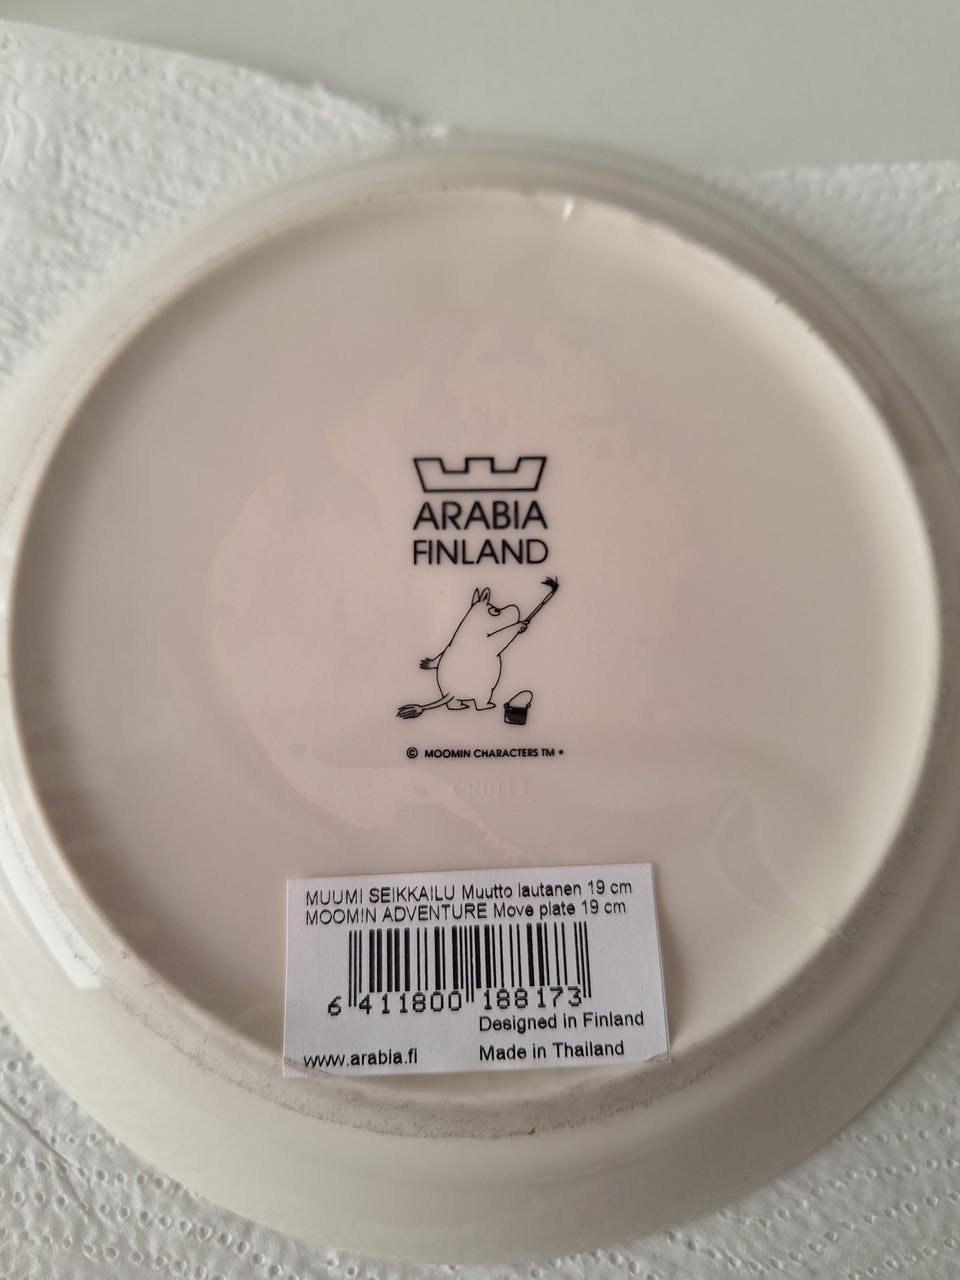 ARABIA
FINLAND
© MOOMIN CHARACTERS TM
MUUMI SEIKKAILU Muutto lautanen 19 cm
MOOMIN ADVENTURE Move plate 19 cm
6 411800 188173
Designed in Finland
www.arabia.fi Made in Thailand